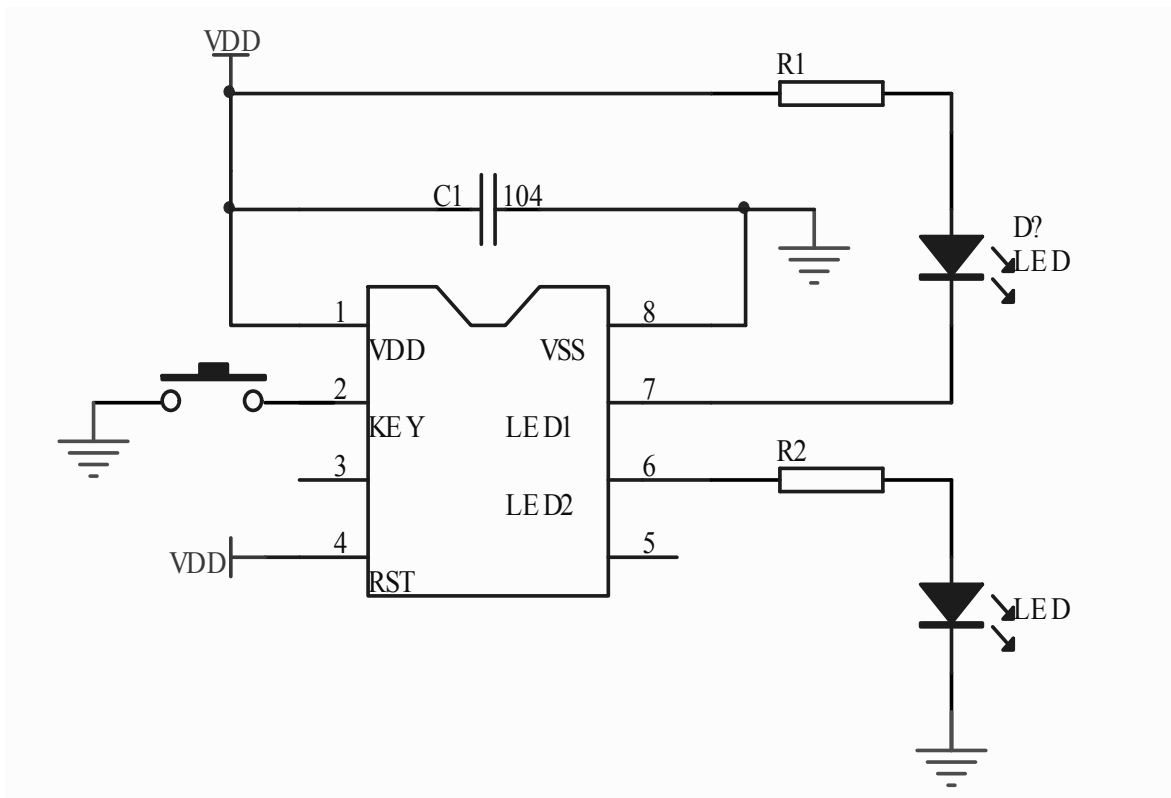 VDD
R1
C1 104
D?
LED
1 8
VDD VSS
2 7
KEY LED1
3 6 R2
LED2
VDD 4 5
RST
LED